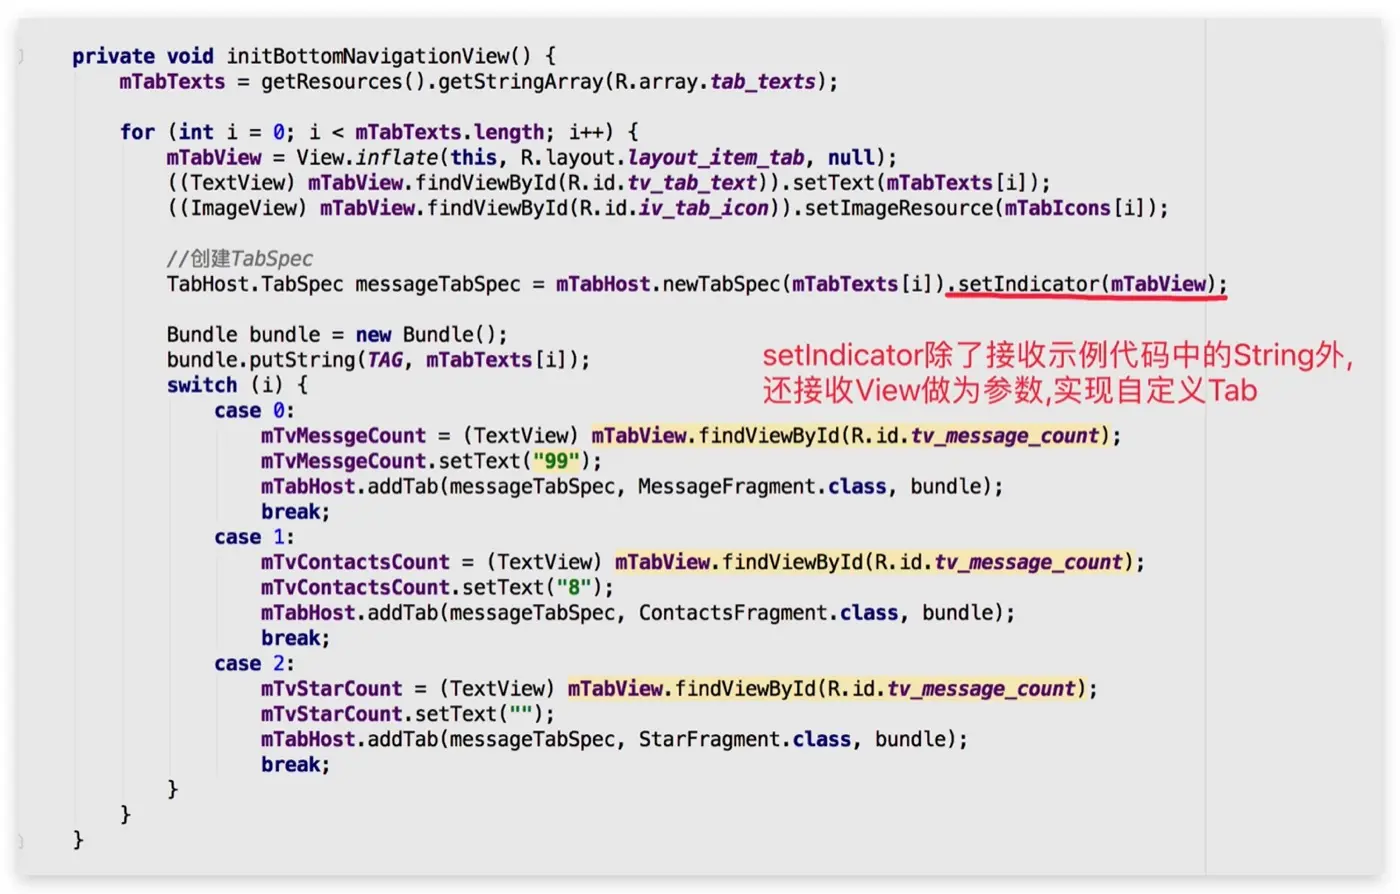 private void initBottomNavigationView() {
mTabTexts = getResources().getStringArray(R.array.tab_texts);
for (int i = 0; i < mTabTexts.length; i++) {
mTabView = View.inflate(this, R.layout.layout_item_tab, null);
((TextView) mTabView.findViewById(R.id.tv_tab_text)).setText(mTabTexts[i]);
((ImageView) mTabView.findViewById(R.id.iv_tab_icon)).setImageResource(mTabIcons[i]);
//创建TabSpec
TabHost.TabSpec messageTabSpec = mTabHost.newTabSpec(mTabTexts[i]).setIndicator(mTabView);
Bundle bundle = new Bundle();
bundle.putString(TAG, mTabTexts[i]);
setIndicator除了接收示例代码中的String外,
还接收View做为参数,实现自定义Tab
switch (i) {
case 0:
mTvMessgeCount = (TextView) mTabView.findViewById(R.id.tv_message_count);
mTvMessgeCount.setText("99");
mTabHost.addTab(messageTabSpec, MessageFragment.class, bundle);
break;
case 1:
mTvContactsCount = (TextView) mTabView.findViewById(R.id.tv_message_count);
mTvContactsCount.setText("8");
mTabHost.addTab(messageTabSpec, ContactsFragment.class, bundle);
break;
case 2:
mTvStarCount = (TextView) mTabView.findViewById(R.id.tv_message_count);
mTvStarCount.setText("");
mTabHost.addTab(messageTabSpec, StarFragment.class, bundle);
break;
}
}
}